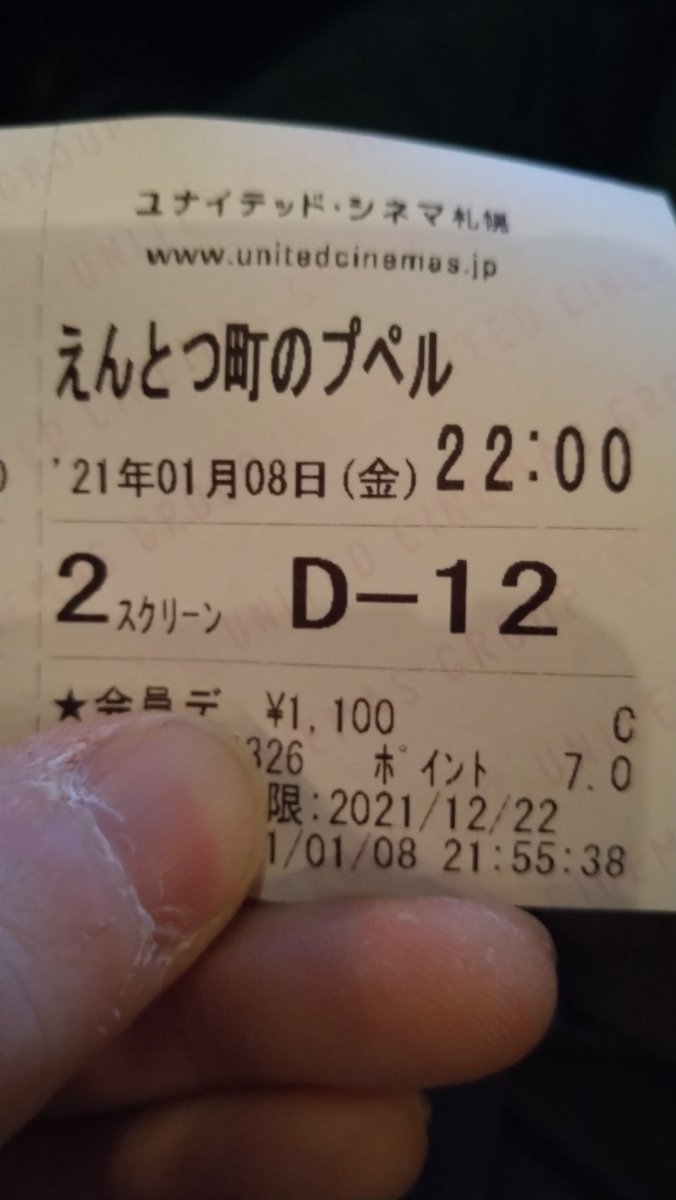 ユナイテッド・シネマ札幌
www.unitedcinemas.jp
えんとつ町のプペル
'21年01月08日(金) 22:00
2スクリーン D-12
★会員デ ¥1,100 C
326 ポイント 7.0
限:2021/12/22
1/01/08 21:55:38